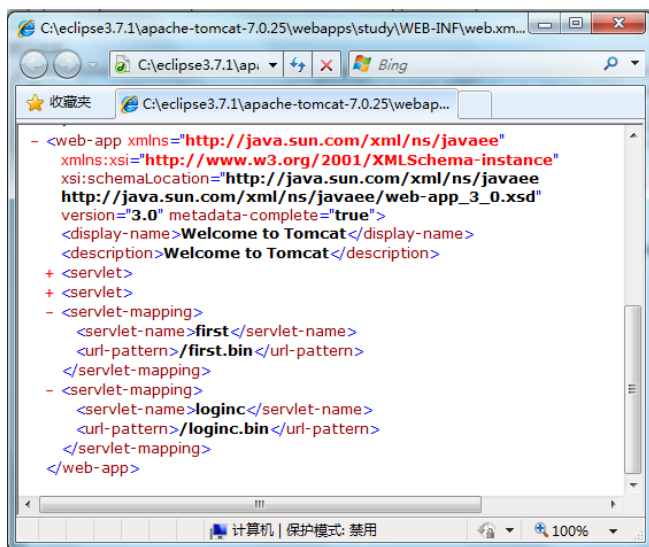 C:\eclipse3.7.1\apache-tomcat-7.0.25\webapps\study\WEB-INF\web.xm...
C:\eclipse3.7.1\ap
Bing
收藏夹
C:\eclipse3.7.1\apache-tomcat-7.0.25\webap...
- <web-app xmlns="http://java.sun.com/xml/ns/javaee"
xmlns:xsi="http://www.w3.org/2001/XMLSchema-instance"
xsi:schemaLocation="http://java.sun.com/xml/ns/javaee
http://java.sun.com/xml/ns/javaee/web-app_3_0.xsd"
version="3.0" metadata-complete="true">
<display-name>Welcome to Tomcat</display-name>
<description>Welcome to Tomcat</description>
+ <servlet>
+ <servlet>
- <servlet-mapping>
<servlet-name>first</servlet-name>
<url-pattern>/first.bin</url-pattern>
</servlet-mapping>
- <servlet-mapping>
<servlet-name>loginc</servlet-name>
<url-pattern>/loginc.bin</url-pattern>
</servlet-mapping>
</web-app>
计算机 | 保护模式: 禁用
100%